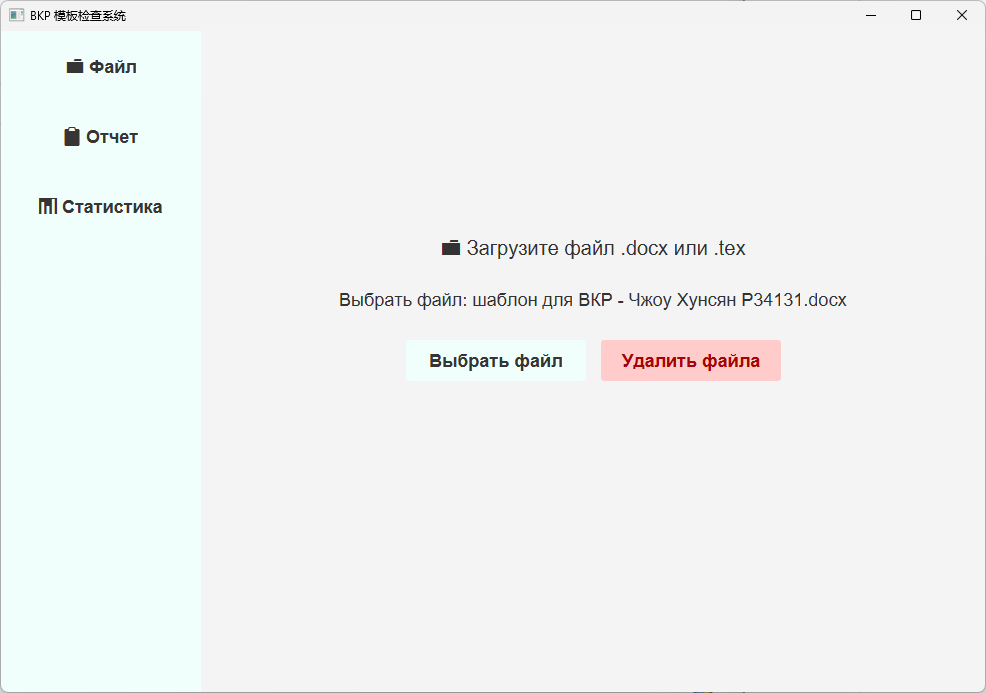 ВКР 模板检查系统
Файл
Отчет
Статистика
Загрузите файл .docx или .tex
Выбрать файл: шаблон для ВКР - Чжоу Хунсян P34131.docx
Выбрать файл
Удалить файла